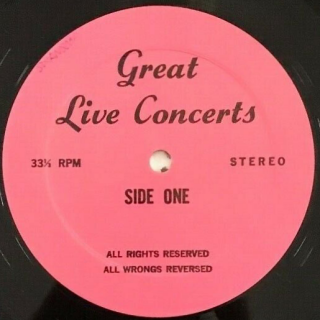 Great
Live Concerts
33⅓ RPM
STEREO
SIDE ONE
ALL RIGHTS RESERVED
ALL WRONGS REVERSED